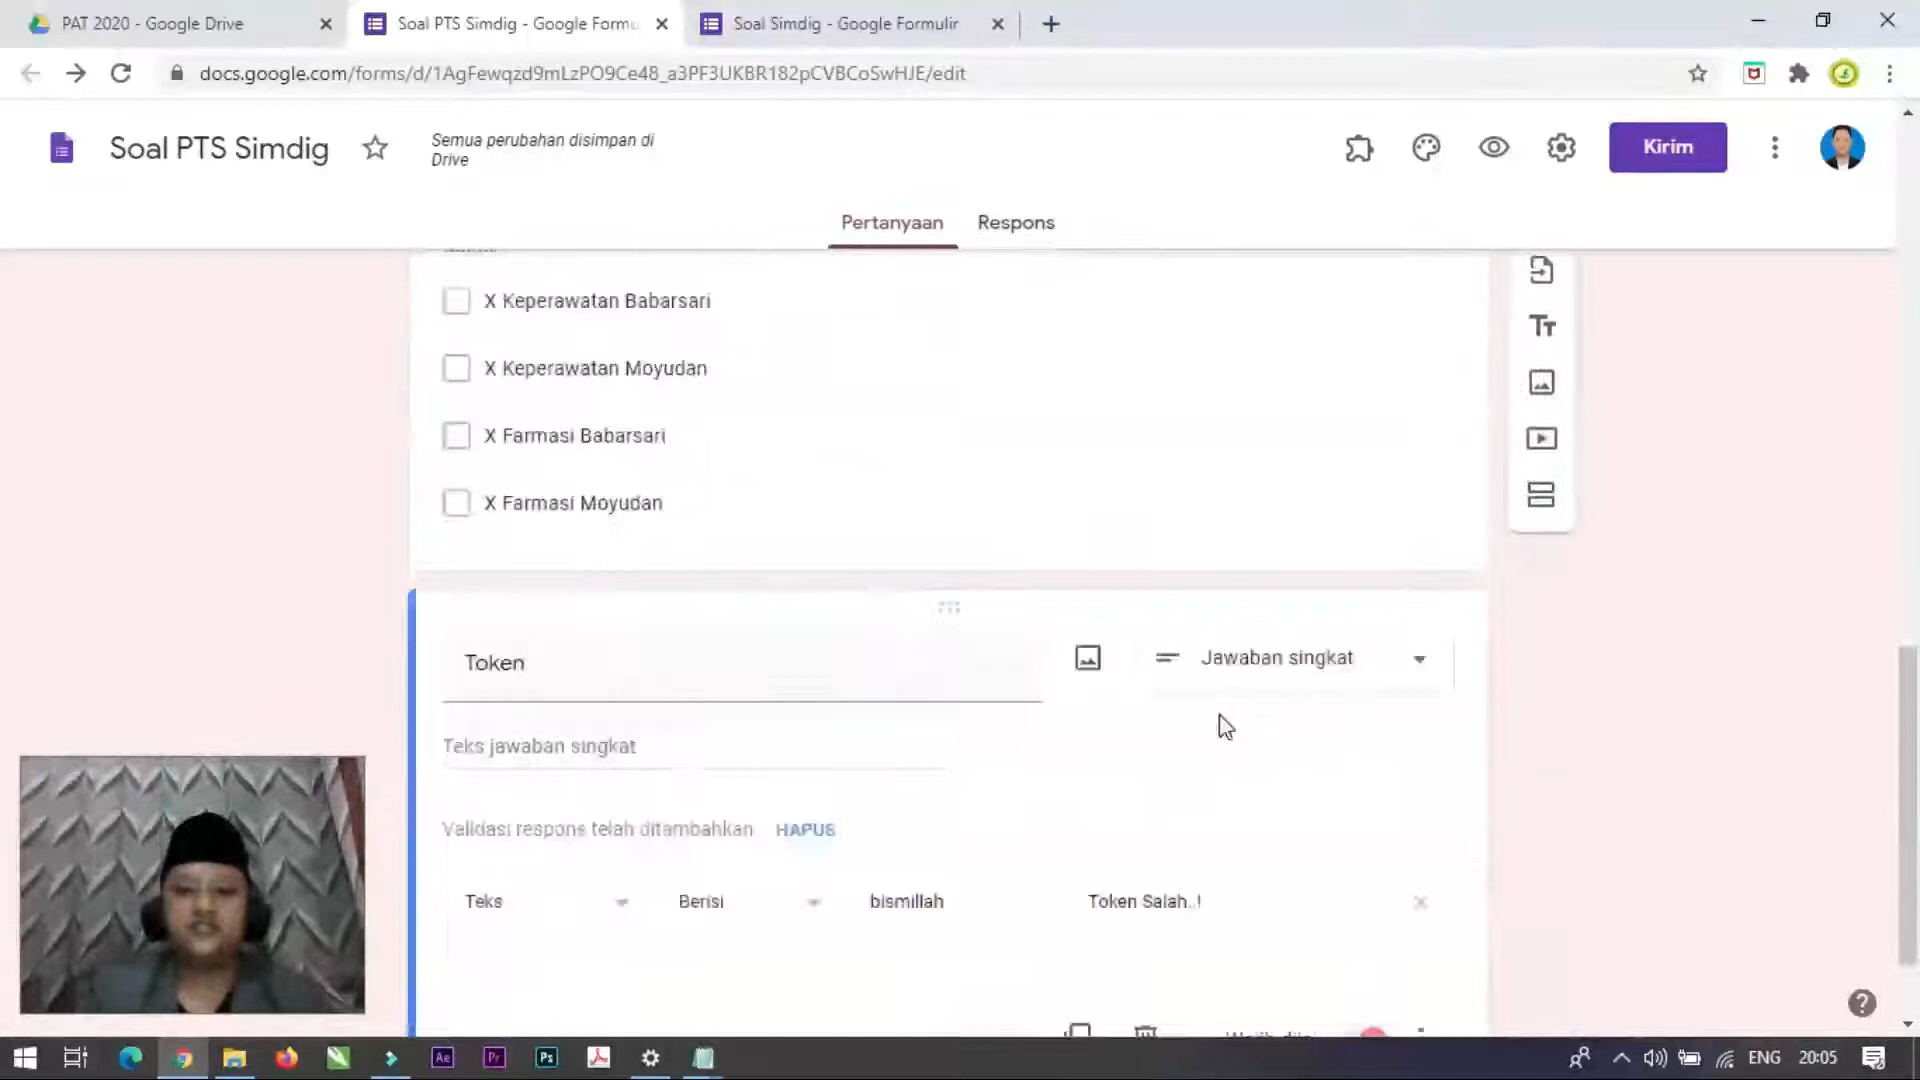 PAT 2020 - Google Drive
Soal PTS Simdig - Google Formu
Soal Simdig - Google Formulir
docs.google.com/forms/d/1AgFewqzd9mLzPO9Ce48_a3PF3UKBR182pCVBCoSwHJE/edit
Soal PTS Simdig
Semua perubahan disimpan di
Drive
Kirim
Pertanyaan
Respons
X Keperawatan Babarsari
X Keperawatan Moyudan
X Farmasi Babarsari
X Farmasi Moyudan
Token
Jawaban singkat
Teks jawaban singkat
Validasi respons telah ditambahkan HAPUS
Teks
Berisi
bismillah
Token Salah..!
Ae
Pr
Ps
ENG
20:05